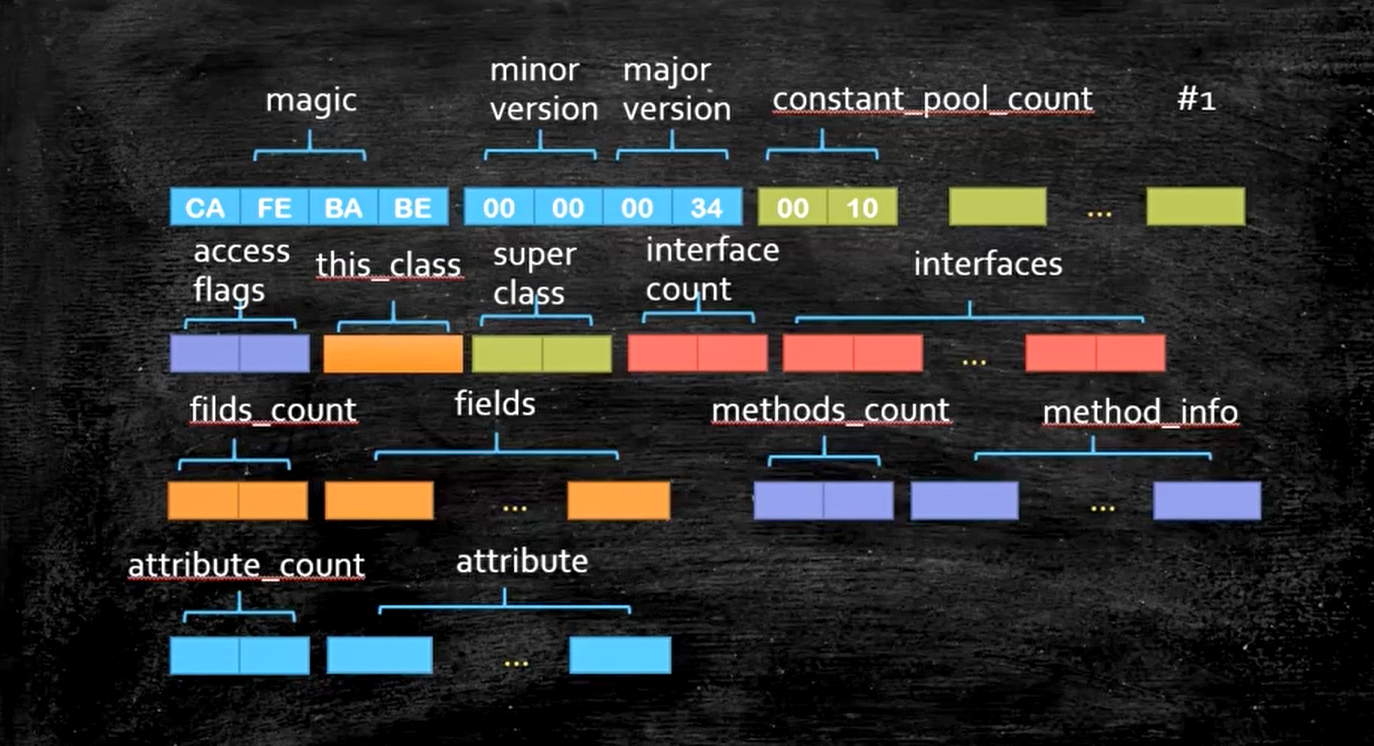 magic
minor
version
major
version
constant_pool_count
#1
CA FE BA BE 00 00 00 34 00 10 ...
access
flags
this_class
super
class
interface
count
interfaces
...
filds_count
fields
methods_count
method_info
... ...
attribute_count
attribute
...